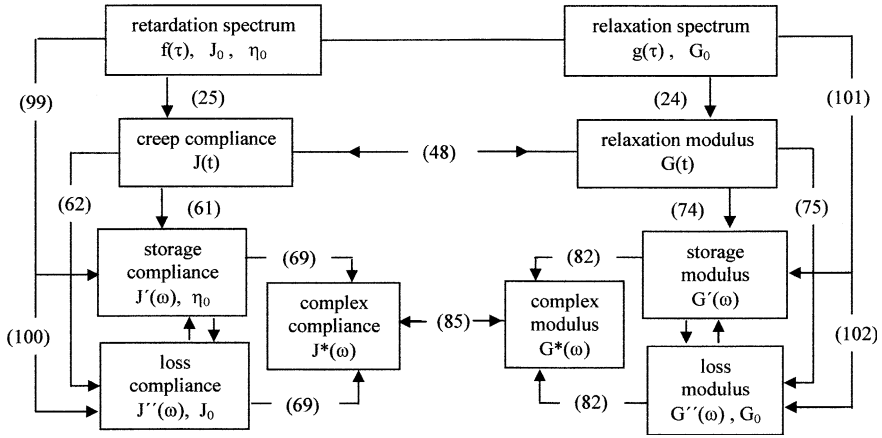 retardation spectrum
f(τ), J₀ , η₀
relaxation spectrum
g(τ) , G₀
(99)
(25)
(24)
(101)
creep compliance
J(t)
(48)
relaxation modulus
G(t)
(62)
(61)
(74)
(75)
storage
compliance
J´(ω), η₀
(69)
(82)
storage
modulus
G´(ω)
complex
compliance
J*(ω)
(85)
complex
modulus
G*(ω)
(100)
(102)
loss
compliance
J´´(ω), J₀
(69)
(82)
loss
modulus
G´´(ω) , G₀